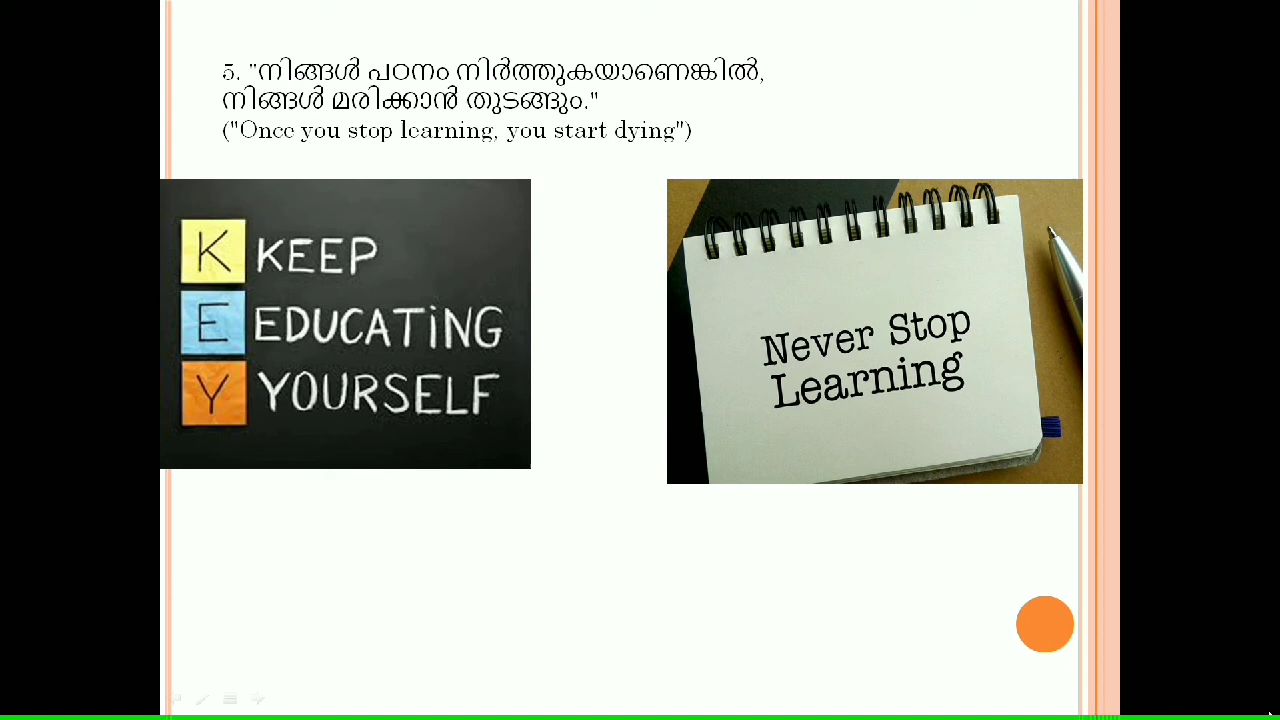 5. "നിങ്ങൾ പഠനം നിർത്തുകയാണെങ്കിൽ,
നിങ്ങൾ മരിക്കാൻ തുടങ്ങും."
("Once you stop learning, you start dying")
K KEEP
E EDUCATiNG
Y YOURSELF
Never Stop
Learning